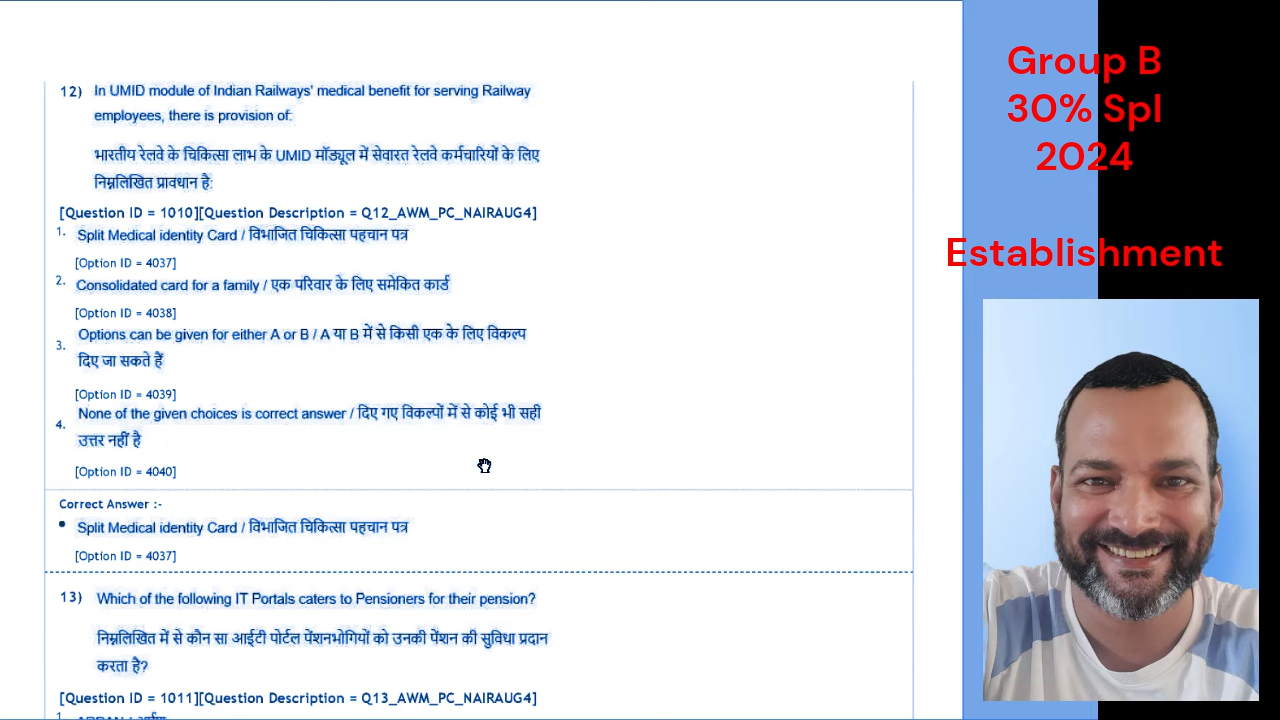 12) In UMID module of Indian Railways' medical benefit for serving Railway
employees, there is provision of:
भारतीय रेलवे के चिकित्सा लाभ के UMID मॉड्यूल में सेवारत रेलवे कर्मचारियों के लिए
निम्नलिखित प्रावधान है:
[Question ID = 1010][Question Description = Q12_AWM_PC_NAIRAUG4]
1. Split Medical identity Card / विभाजित चिकित्सा पहचान पत्र
[Option ID = 4037]
2. Consolidated card for a family / एक परिवार के लिए समेकित कार्ड
[Option ID = 4038]
3. Options can be given for either A or B / A या B में से किसी एक के लिए विकल्प
दिए जा सकते हैं
[Option ID = 4039]
4. None of the given choices is correct answer / दिए गए विकल्पों में से कोई भी सही
उत्तर नहीं है
[Option ID = 4040]
Correct Answer :-
• Split Medical identity Card / विभाजित चिकित्सा पहचान पत्र
[Option ID = 4037]
13) Which of the following IT Portals caters to Pensioners for their pension?
निम्नलिखित में से कौन सा आईटी पोर्टल पेंशनभोगियों को उनकी पेंशन की सुविधा प्रदान
करता है?
[Question ID = 1011][Question Description = Q13_AWM_PC_NAIRAUG4]
1.
Group B
30% Spl
2024
Establishment